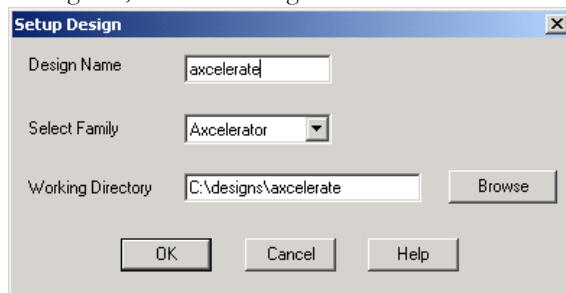 Setup Design
Design Name axcelerate
Select Family Axcelerator
Working Directory C:\designs\axcelerate Browse
OK Cancel Help